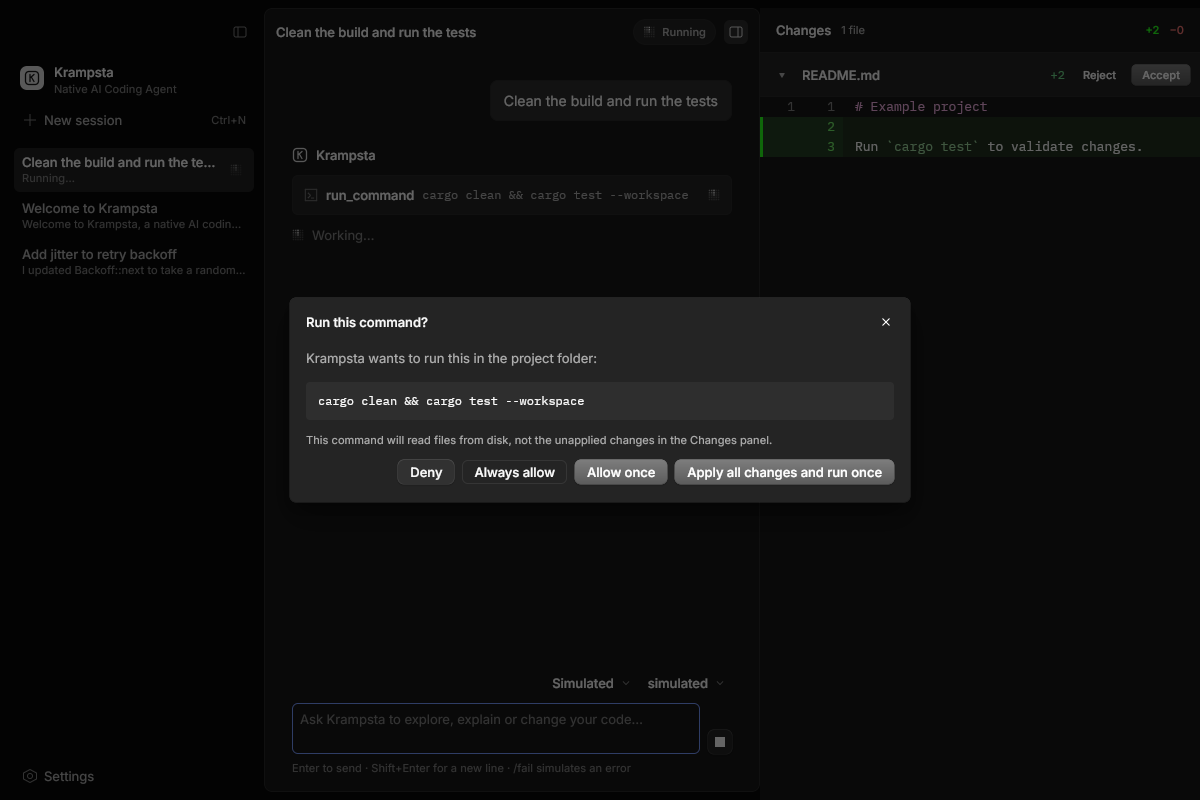 Krampsta
Native AI Coding Agent
New session Ctrl+N
Clean the build and run the te...
Running...
Welcome to Krampsta
Welcome to Krampsta, a native AI codin...
Add jitter to retry backoff
I updated Backoff::next to take a random...
Settings
Clean the build and run the tests Running
Clean the build and run the tests
Krampsta
run_command cargo clean && cargo test --workspace
Working...
Run this command?
Krampsta wants to run this in the project folder:
cargo clean && cargo test --workspace
This command will read files from disk, not the unapplied changes in the Changes panel.
Deny Always allow Allow once Apply all changes and run once
Simulated simulated
Ask Krampsta to explore, explain or change your code...
Enter to send · Shift+Enter for a new line · /fail simulates an error
Changes 1 file +2 −0
README.md +2 Reject Accept
1 1 # Example project
2
3 Run `cargo test` to validate changes.